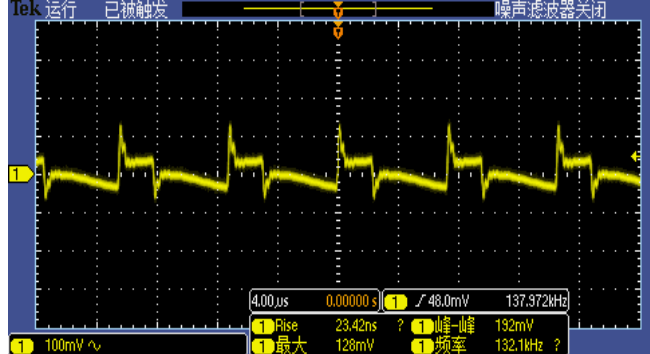 Tek 运行 已被触发 噪声滤波器关闭
1
4.00µs 0.00000 s 1 48.0mV 137.972kHz
1 Rise 23.42ns ? 1 峰-峰 192mV
1 100mV 1 最大 128mV 1 频率 132.1kHz ?